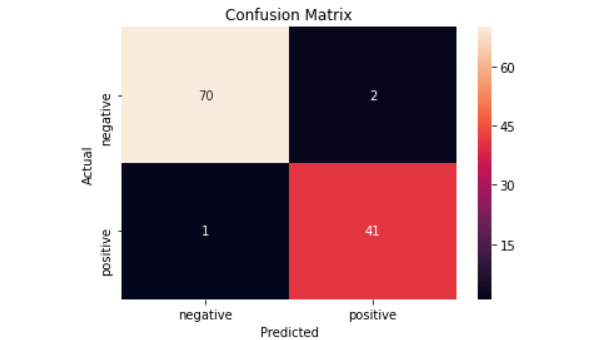 Confusion Matrix
70
2
60
negative
45
Actual
30
1
41
positive
15
negative
positive
Predicted